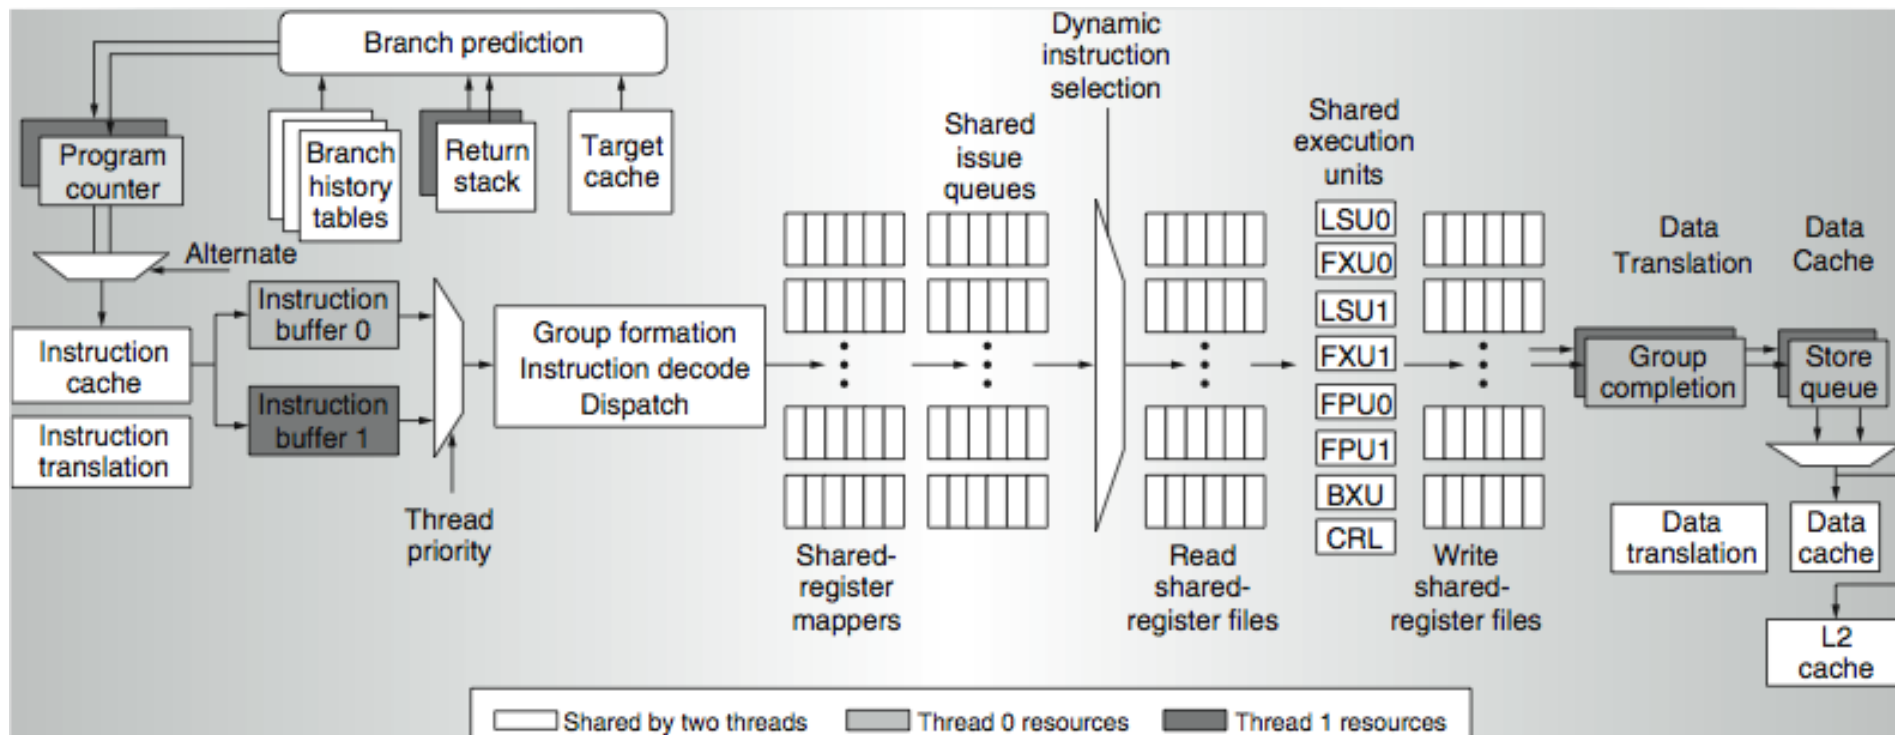 Branch prediction
Program
counter
Branch
history
tables
Return
stack
Target
cache
Alternate
Instruction
cache
Instruction
translation
Instruction
buffer 0
Instruction
buffer 1
Thread
priority
Group formation
Instruction decode
Dispatch
Shared-
register
mappers
Shared
issue
queues
Dynamic
instruction
selection
Read
shared-
register files
Shared
execution
units
LSU0
FXU0
LSU1
FXU1
FPU0
FPU1
BXU
CRL
Write
shared-
register files
Data
Translation
Group
completion
Data
translation
Data
Cache
Store
queue
Data
cache
L2
cache
Shared by two threads
Thread 0 resources
Thread 1 resources